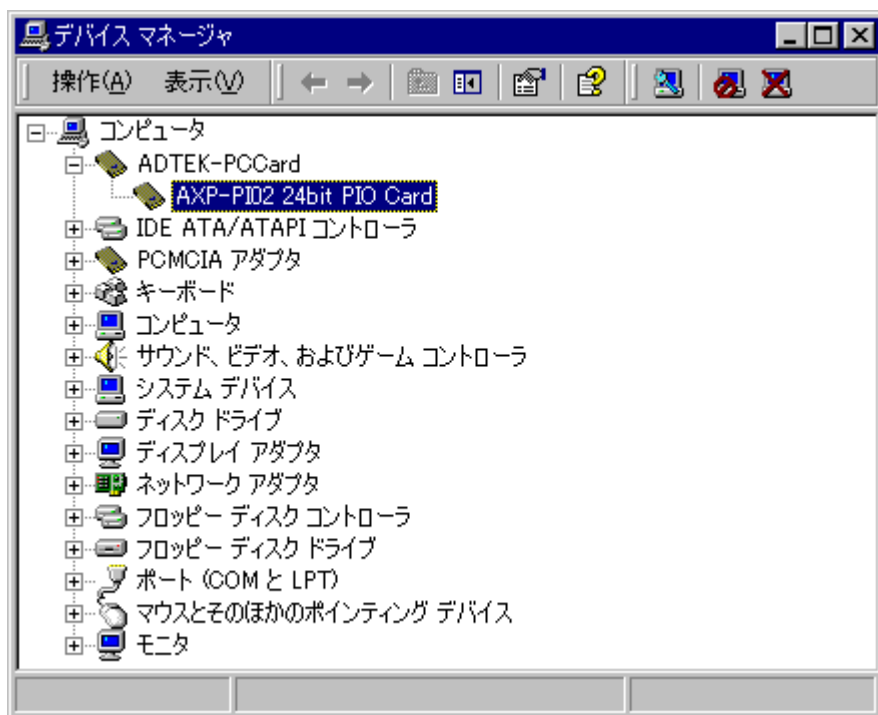 デバイス マネージャ
操作(A) 表示(V)
コンピュータ
ADTEK-PCCard
AXP-PI02 24bit PIO Card
IDE ATA/ATAPI コントローラ
PCMCIA アダプタ
キーボード
コンピュータ
サウンド、ビデオ、およびゲーム コントローラ
システム デバイス
ディスク ドライブ
ディスプレイ アダプタ
ネットワーク アダプタ
フロッピー ディスク コントローラ
フロッピー ディスク ドライブ
ポート (COM と LPT)
マウスとそのほかのポインティング デバイス
モニタ